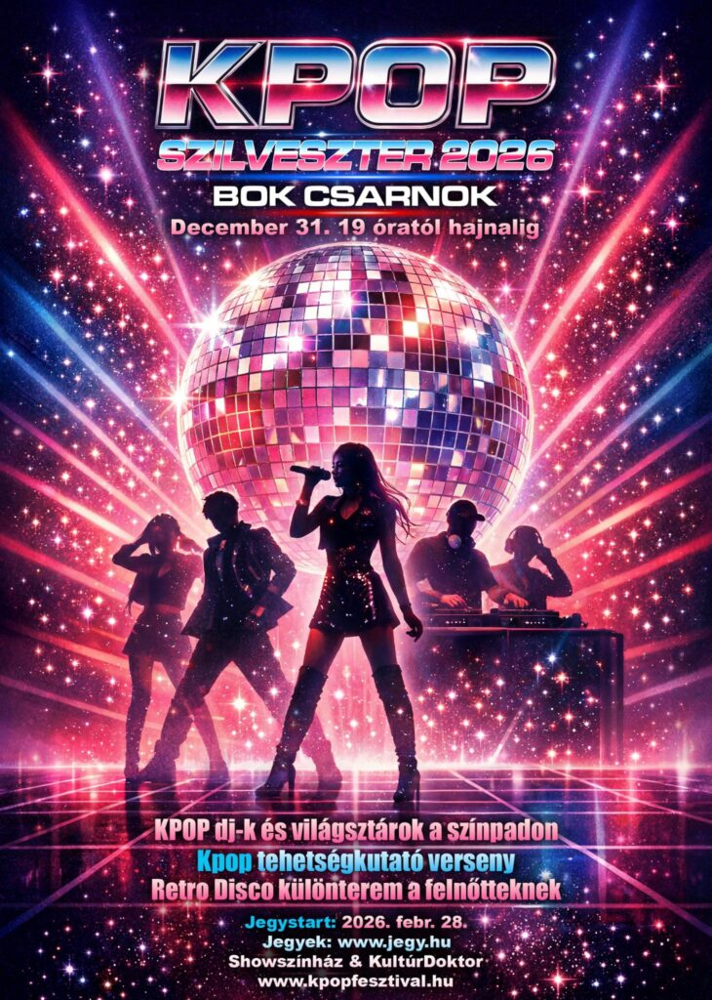 KPOP
SZILVESZTER 2026
BOK CSARNOK
December 31. 19 órától hajnalig
KPOP dj-k és világsztárok a színpadon
Kpop tehetségkutató verseny
Retro Disco különterem a felnőtteknek
Jegystart: 2026. febr. 28.
Jegyek: www.jegy.hu
Showszínház & KultúrDoktor
www.kpopfesztival.hu